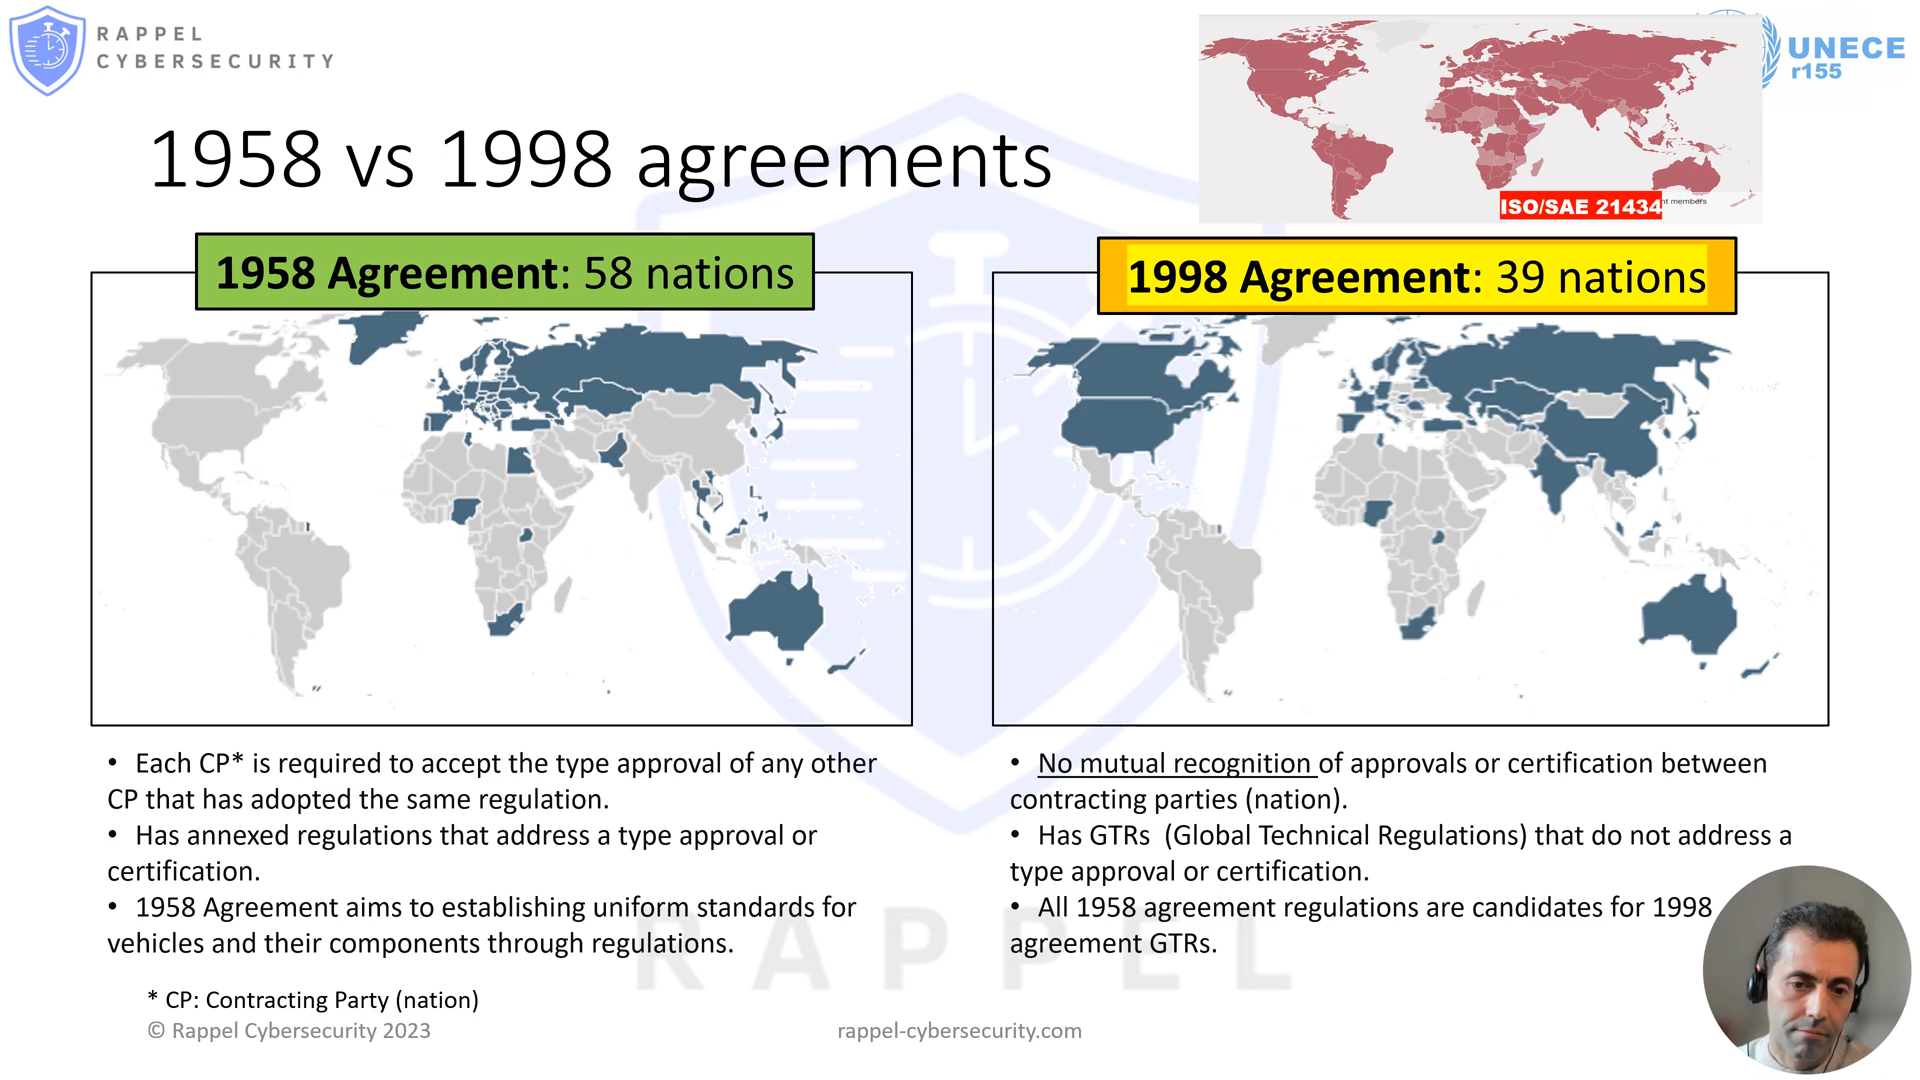 RAPPEL
CYBERSECURITY
UNECE
r155
1958 vs 1998 agreements
ISO/SAE 21434
members
1958 Agreement: 58 nations
1998 Agreement: 39 nations
• Each CP* is required to accept the type approval of any other
CP that has adopted the same regulation.
• Has annexed regulations that address a type approval or
certification.
• 1958 Agreement aims to establishing uniform standards for
vehicles and their components through regulations.
• No mutual recognition of approvals or certification between
contracting parties (nation).
• Has GTRs (Global Technical Regulations) that do not address a
type approval or certification.
• All 1958 agreement regulations are candidates for 1998
agreement GTRs.
RAPPEL
* CP: Contracting Party (nation)
© Rappel Cybersecurity 2023
rappel-cybersecurity.com